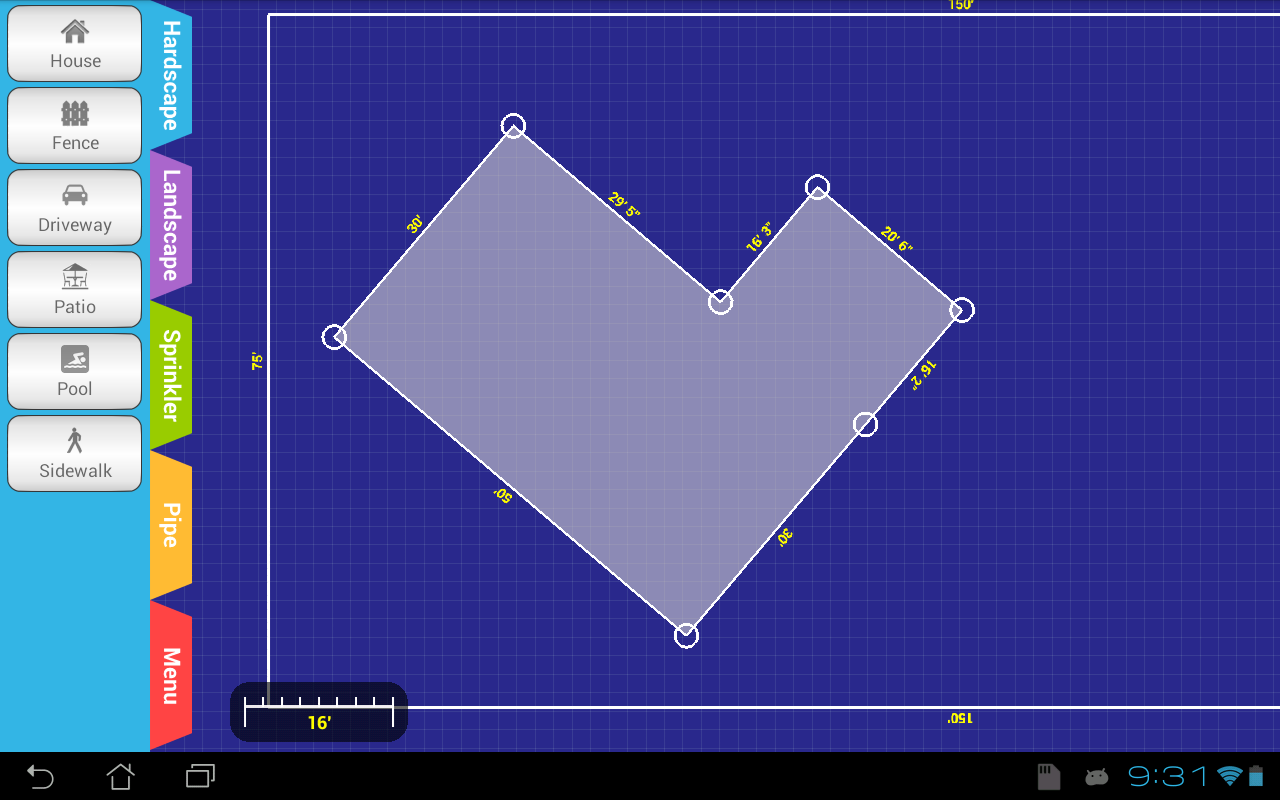 House
Fence
Driveway
Patio
Pool
Sidewalk
Hardscape
Landscape
Sprinkler
Pipe
Menu
150'
75'
30'
29' 5"
16' 3"
20' 6"
16' 2"
30'
50'
150'
16'
9:31